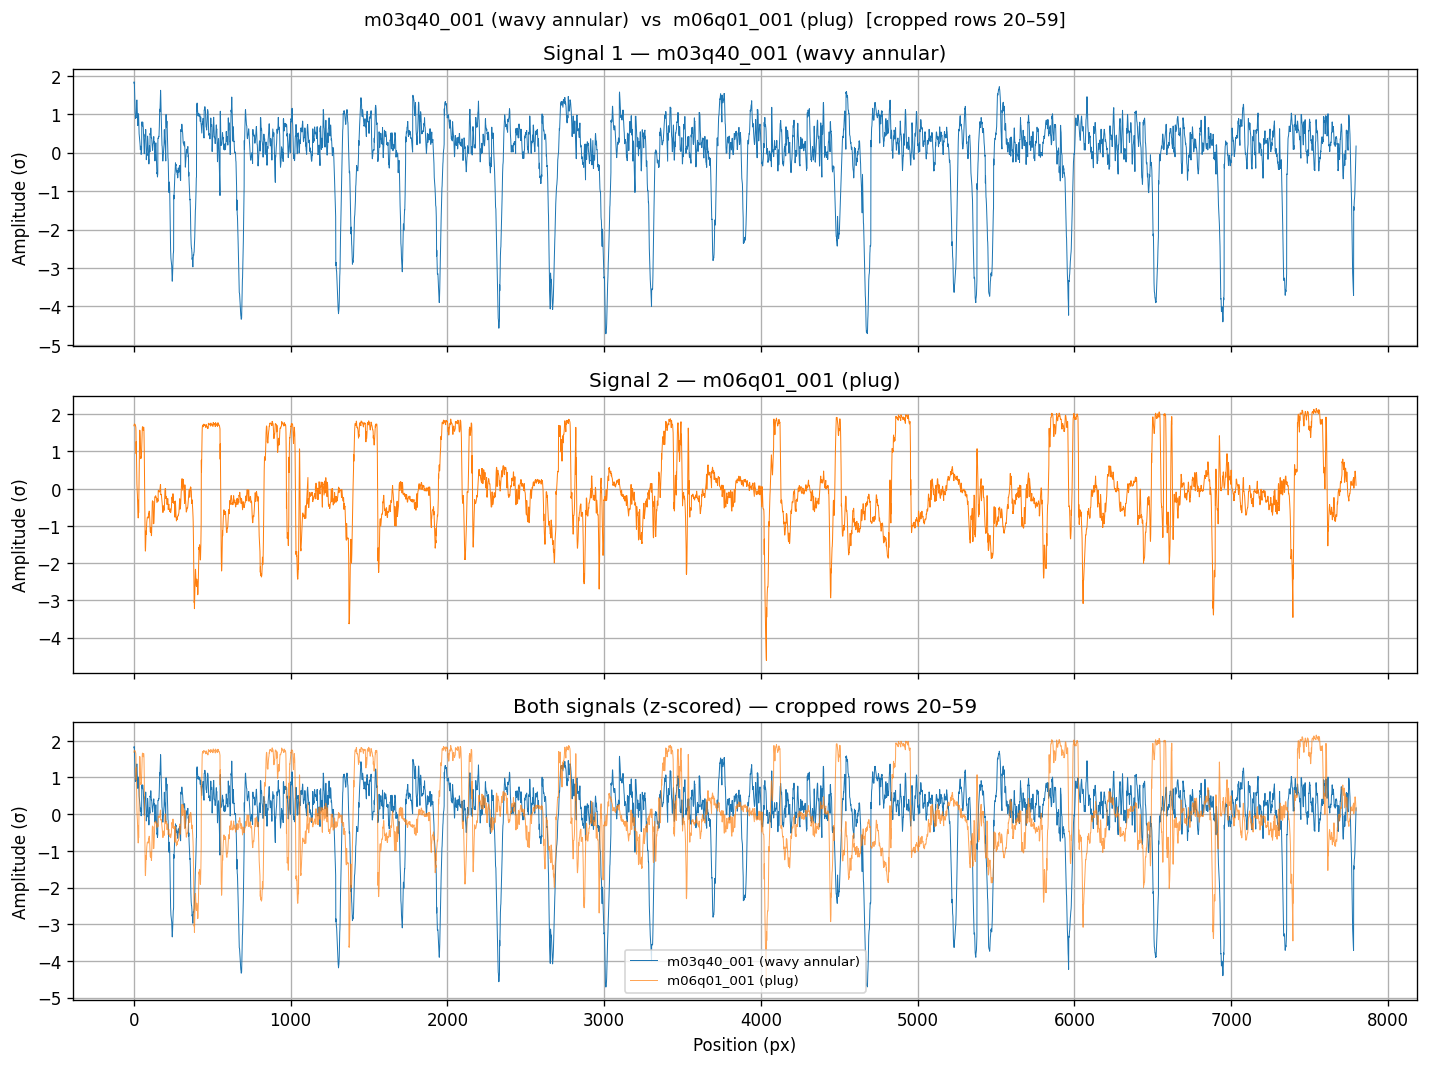 m03q40_001 (wavy annular)  vs  m06q01_001 (plug)  [cropped rows 20–59]
Signal 1 — m03q40_001 (wavy annular)
2
1
0
−1
−2
−3
−4
−5
Amplitude (σ)
Signal 2 — m06q01_001 (plug)
2
1
0
−1
−2
−3
−4
Amplitude (σ)
Both signals (z-scored) — cropped rows 20–59
2
1
0
−1
−2
−3
−4
−5
Amplitude (σ)
m03q40_001 (wavy annular)
m06q01_001 (plug)
0 1000 2000 3000 4000 5000 6000 7000 8000
Position (px)